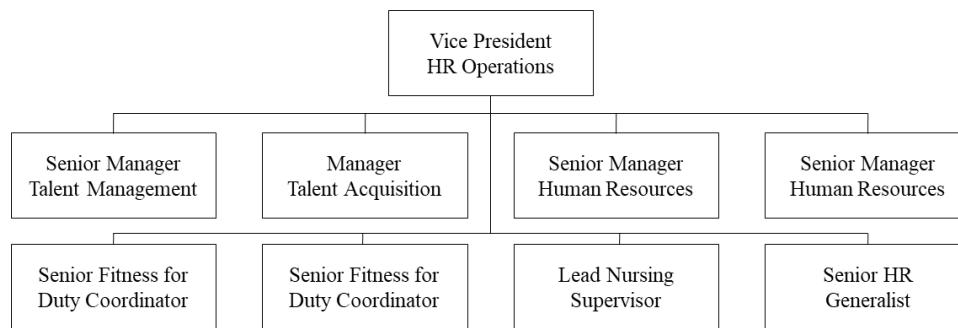 Vice President
HR Operations
Senior Manager
Talent Management
Manager
Talent Acquisition
Senior Manager
Human Resources
Senior Manager
Human Resources
Senior Fitness for
Duty Coordinator
Senior Fitness for
Duty Coordinator
Lead Nursing
Supervisor
Senior HR
Generalist